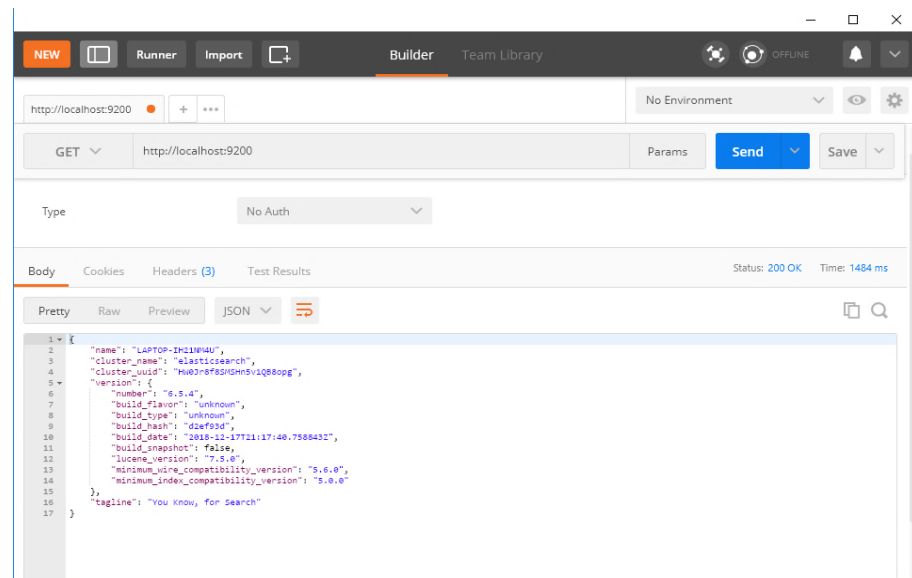 NEW Runner Import Builder Team Library OFFLINE
http://localhost:9200 + ••• No Environment
GET http://localhost:9200 Params Send Save
Type No Auth
Body Cookies Headers (3) Test Results Status: 200 OK Time: 1484 ms
Pretty Raw Preview JSON
1 {
2 "name": "LAPTOP-IH21NM4U",
3 "cluster_name": "elasticsearch",
4 "cluster_uuid": "HW0Jr8f8SMSHn5v1QB8opg",
5 "version": {
6 "number": "6.5.4",
7 "build_flavor": "unknown",
8 "build_type": "unknown",
9 "build_hash": "d2ef93d",
10 "build_date": "2018-12-17T21:17:40.758843Z",
11 "build_snapshot": false,
12 "lucene_version": "7.5.0",
13 "minimum_wire_compatibility_version": "5.6.0",
14 "minimum_index_compatibility_version": "5.0.0"
15 },
16 "tagline": "You Know, for Search"
17 }